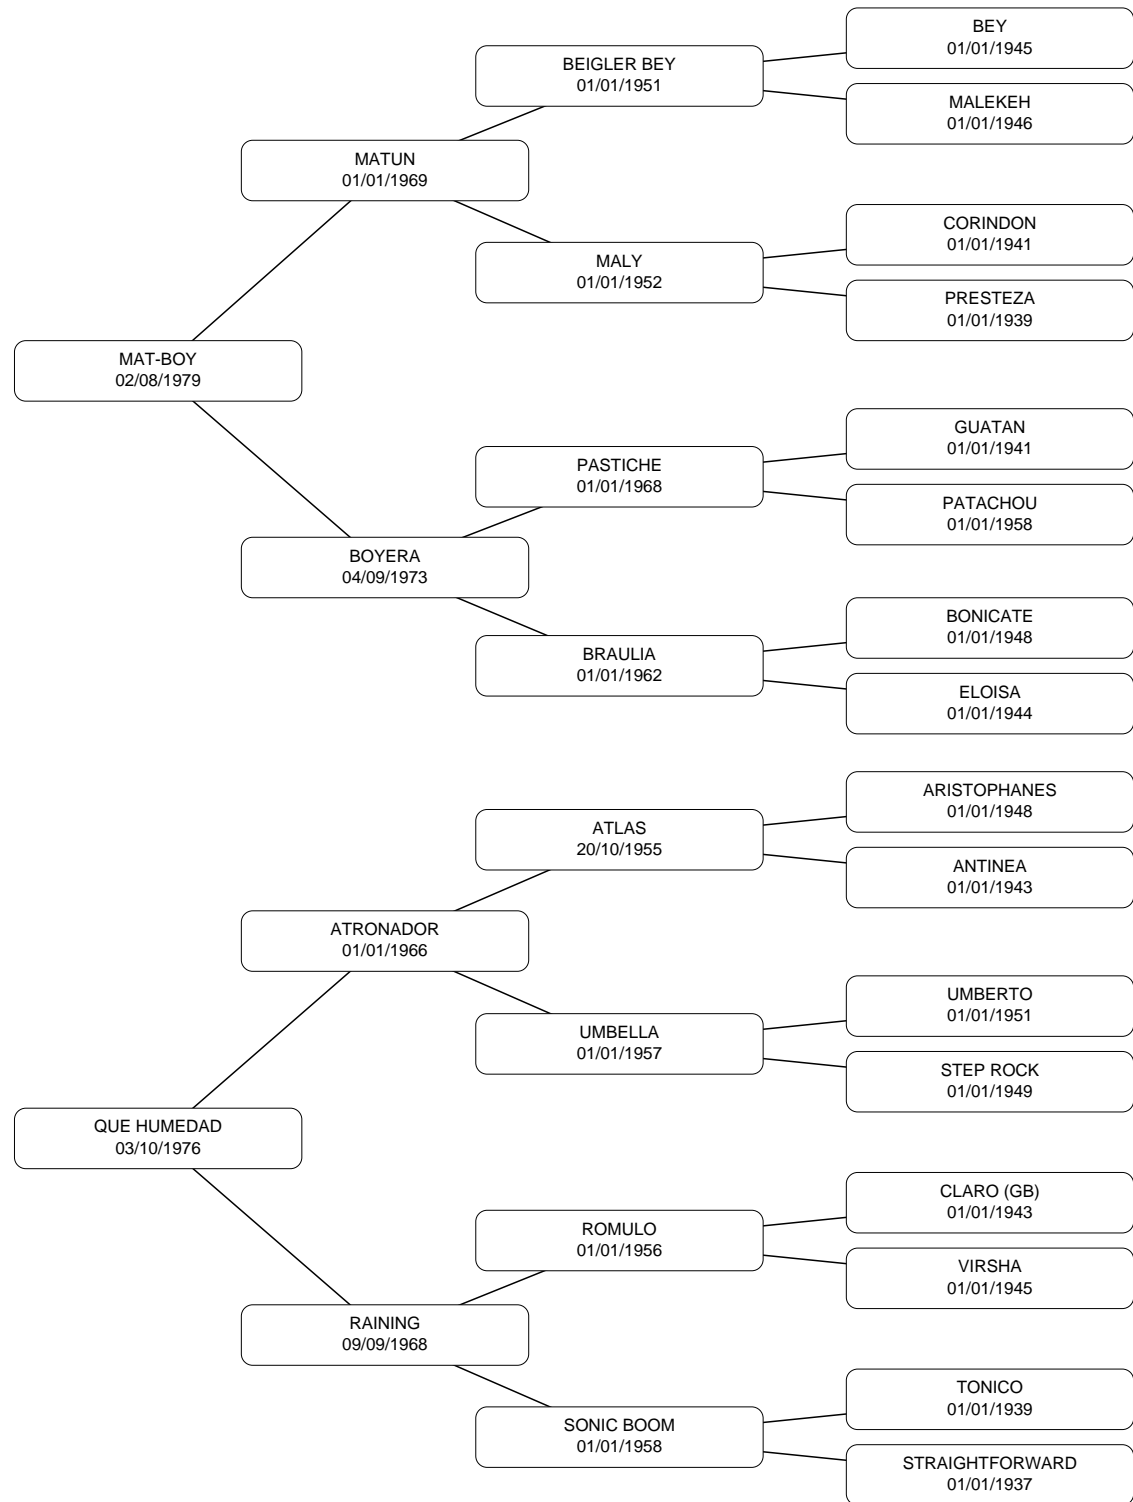 BEY
01/01/1945
BEIGLER BEY
01/01/1951
MALEKEH
01/01/1946
MATUN
01/01/1969
CORINDON
01/01/1941
MALY
01/01/1952
PRESTEZA
01/01/1939
MAT-BOY
02/08/1979
GUATAN
01/01/1941
PASTICHE
01/01/1968
PATACHOU
01/01/1958
BOYERA
04/09/1973
BONICATE
01/01/1948
BRAULIA
01/01/1962
ELOISA
01/01/1944
ARISTOPHANES
01/01/1948
ATLAS
20/10/1955
ANTINEA
01/01/1943
ATRONADOR
01/01/1966
UMBERTO
01/01/1951
UMBELLA
01/01/1957
STEP ROCK
01/01/1949
QUE HUMEDAD
03/10/1976
CLARO (GB)
01/01/1943
ROMULO
01/01/1956
VIRSHA
01/01/1945
RAINING
09/09/1968
TONICO
01/01/1939
SONIC BOOM
01/01/1958
STRAIGHTFORWARD
01/01/1937